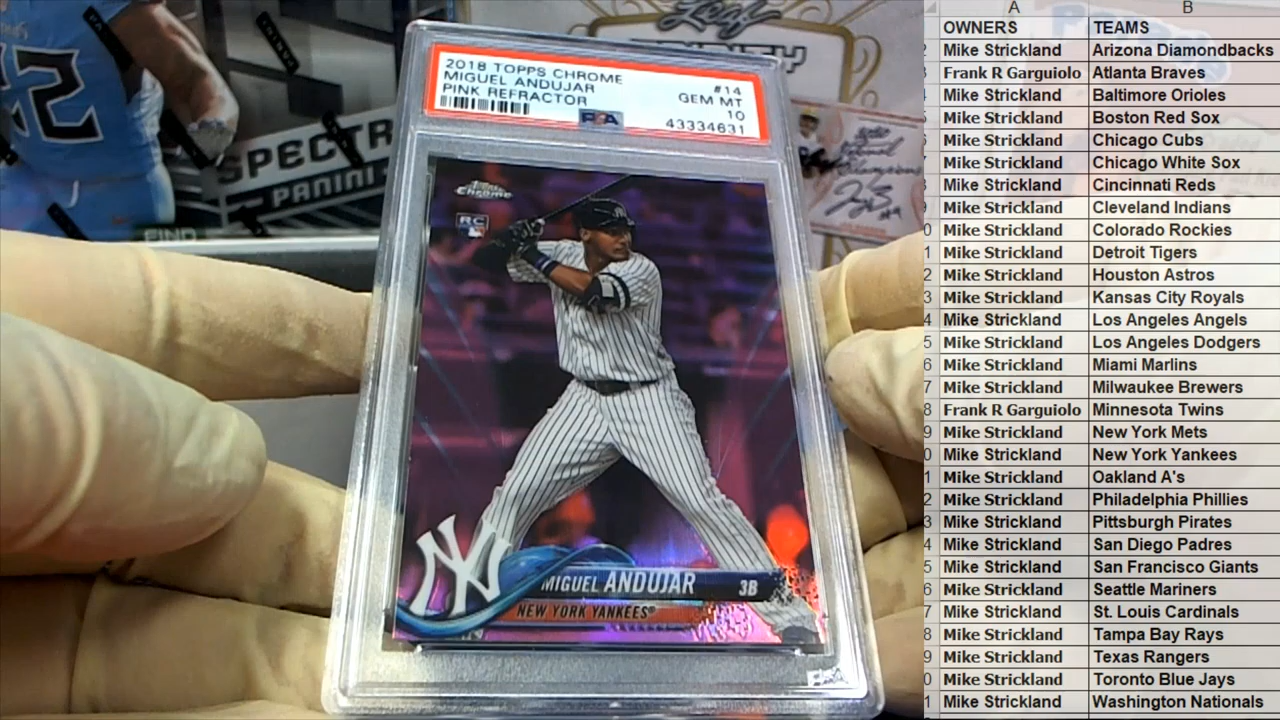 Leaf
SPECTRA
PANINI
FIND
2018 TOPPS CHROME
MIGUEL ANDUJAR
PINK REFRACTOR
#14
GEM MT
10
43334631
PSA
Chrome
RC
MIGUEL ANDUJAR 3B
NEW YORK YANKEES
A B
OWNERS TEAMS
Mike Strickland Arizona Diamondbacks
Frank R Garguiolo Atlanta Braves
Mike Strickland Baltimore Orioles
Mike Strickland Boston Red Sox
Mike Strickland Chicago Cubs
Mike Strickland Chicago White Sox
Mike Strickland Cincinnati Reds
Mike Strickland Cleveland Indians
Mike Strickland Colorado Rockies
Mike Strickland Detroit Tigers
Mike Strickland Houston Astros
Mike Strickland Kansas City Royals
Mike Strickland Los Angeles Angels
Mike Strickland Los Angeles Dodgers
Mike Strickland Miami Marlins
Mike Strickland Milwaukee Brewers
Frank R Garguiolo Minnesota Twins
Mike Strickland New York Mets
Mike Strickland New York Yankees
Mike Strickland Oakland A's
Mike Strickland Philadelphia Phillies
Mike Strickland Pittsburgh Pirates
Mike Strickland San Diego Padres
Mike Strickland San Francisco Giants
Mike Strickland Seattle Mariners
Mike Strickland St. Louis Cardinals
Mike Strickland Tampa Bay Rays
Mike Strickland Texas Rangers
Mike Strickland Toronto Blue Jays
Mike Strickland Washington Nationals